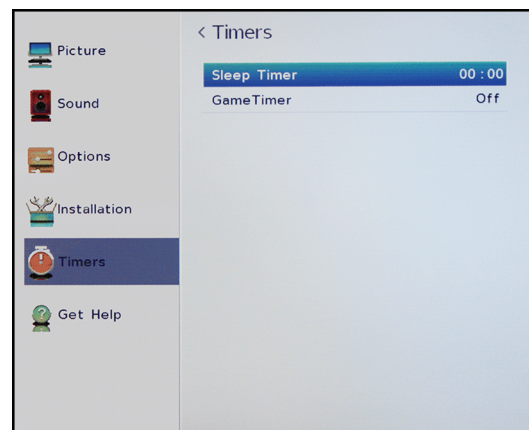 < Timers
Picture
Sleep Timer 00 : 00
GameTimer Off
Sound
Options
Installation
Timers
Get Help